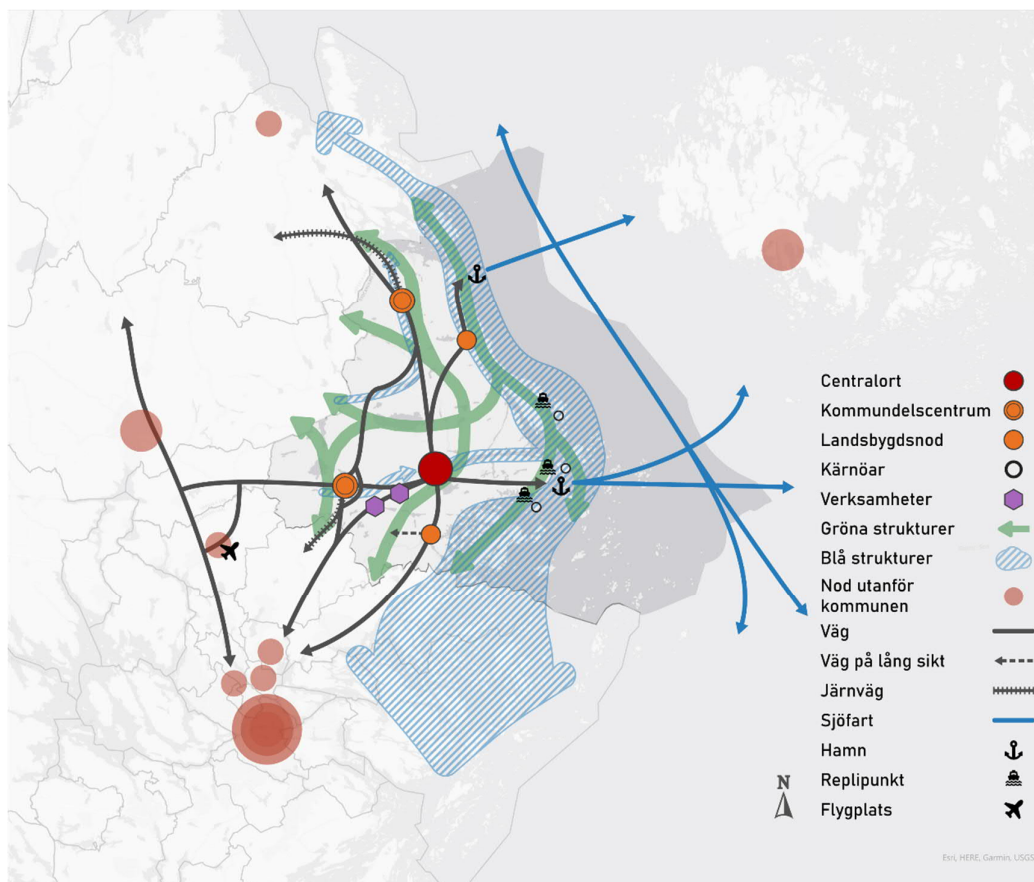 Centralort
Kommundelscentrum
Landsbygdsnod
Kärnöar
Verksamheter
Gröna strukturer
Blå strukturer
Nod utanför
kommunen
Väg
Väg på lång sikt
Järnväg
Sjöfart
Hamn
N
Replipunkt
Flygplats
Esri, HERE, Garmin, USGS